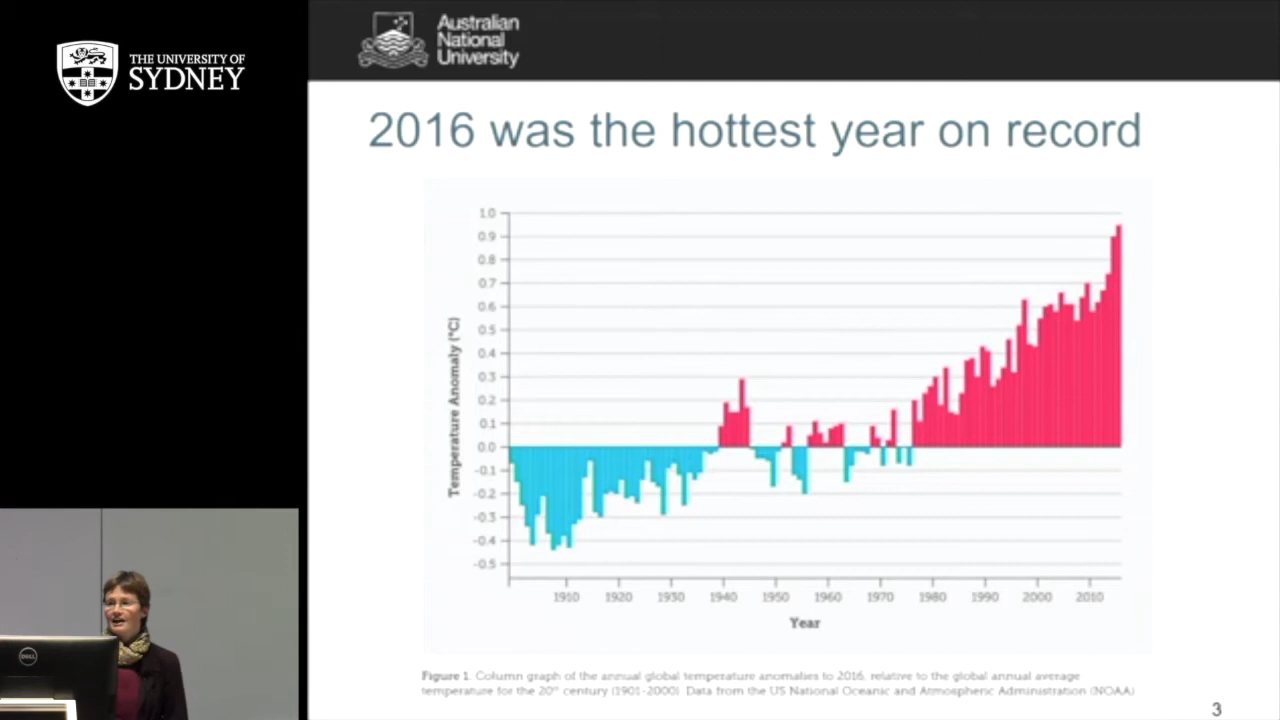 THE UNIVERSITY OF
SYDNEY
Australian
National
University
2016 was the hottest year on record
1.0
0.9
0.8
0.7
0.6
0.5
0.4
0.3
0.2
0.1
0.0
-0.1
-0.2
-0.3
-0.4
-0.5
Temperature Anomaly (°C)
1910 1920 1930 1940 1950 1960 1970 1980 1990 2000 2010
Year
Figure 1. Column graph of the annual global temperature anomalies to 2016, relative to the global annual average
temperature for the 20th century (1901-2000). Data from the US National Oceanic and Atmospheric Administration (NOAA)
3
DELL